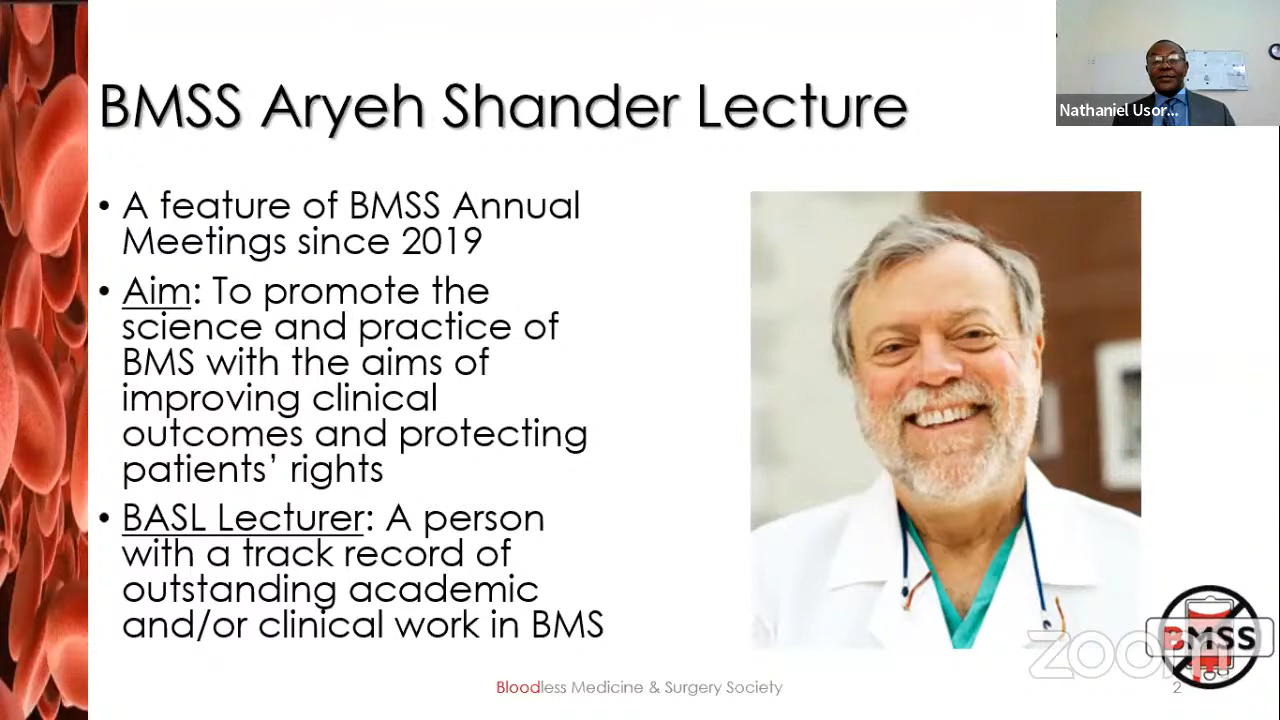 BMSS Aryeh Shander Lecture
Nathaniel Usor...
• A feature of BMSS Annual
Meetings since 2019
• Aim: To promote the
science and practice of
BMS with the aims of
improving clinical
outcomes and protecting
patients’ rights
• BASL Lecturer: A person
with a track record of
outstanding academic
and/or clinical work in BMS
zoom
BMSS
Bloodless Medicine & Surgery Society
2